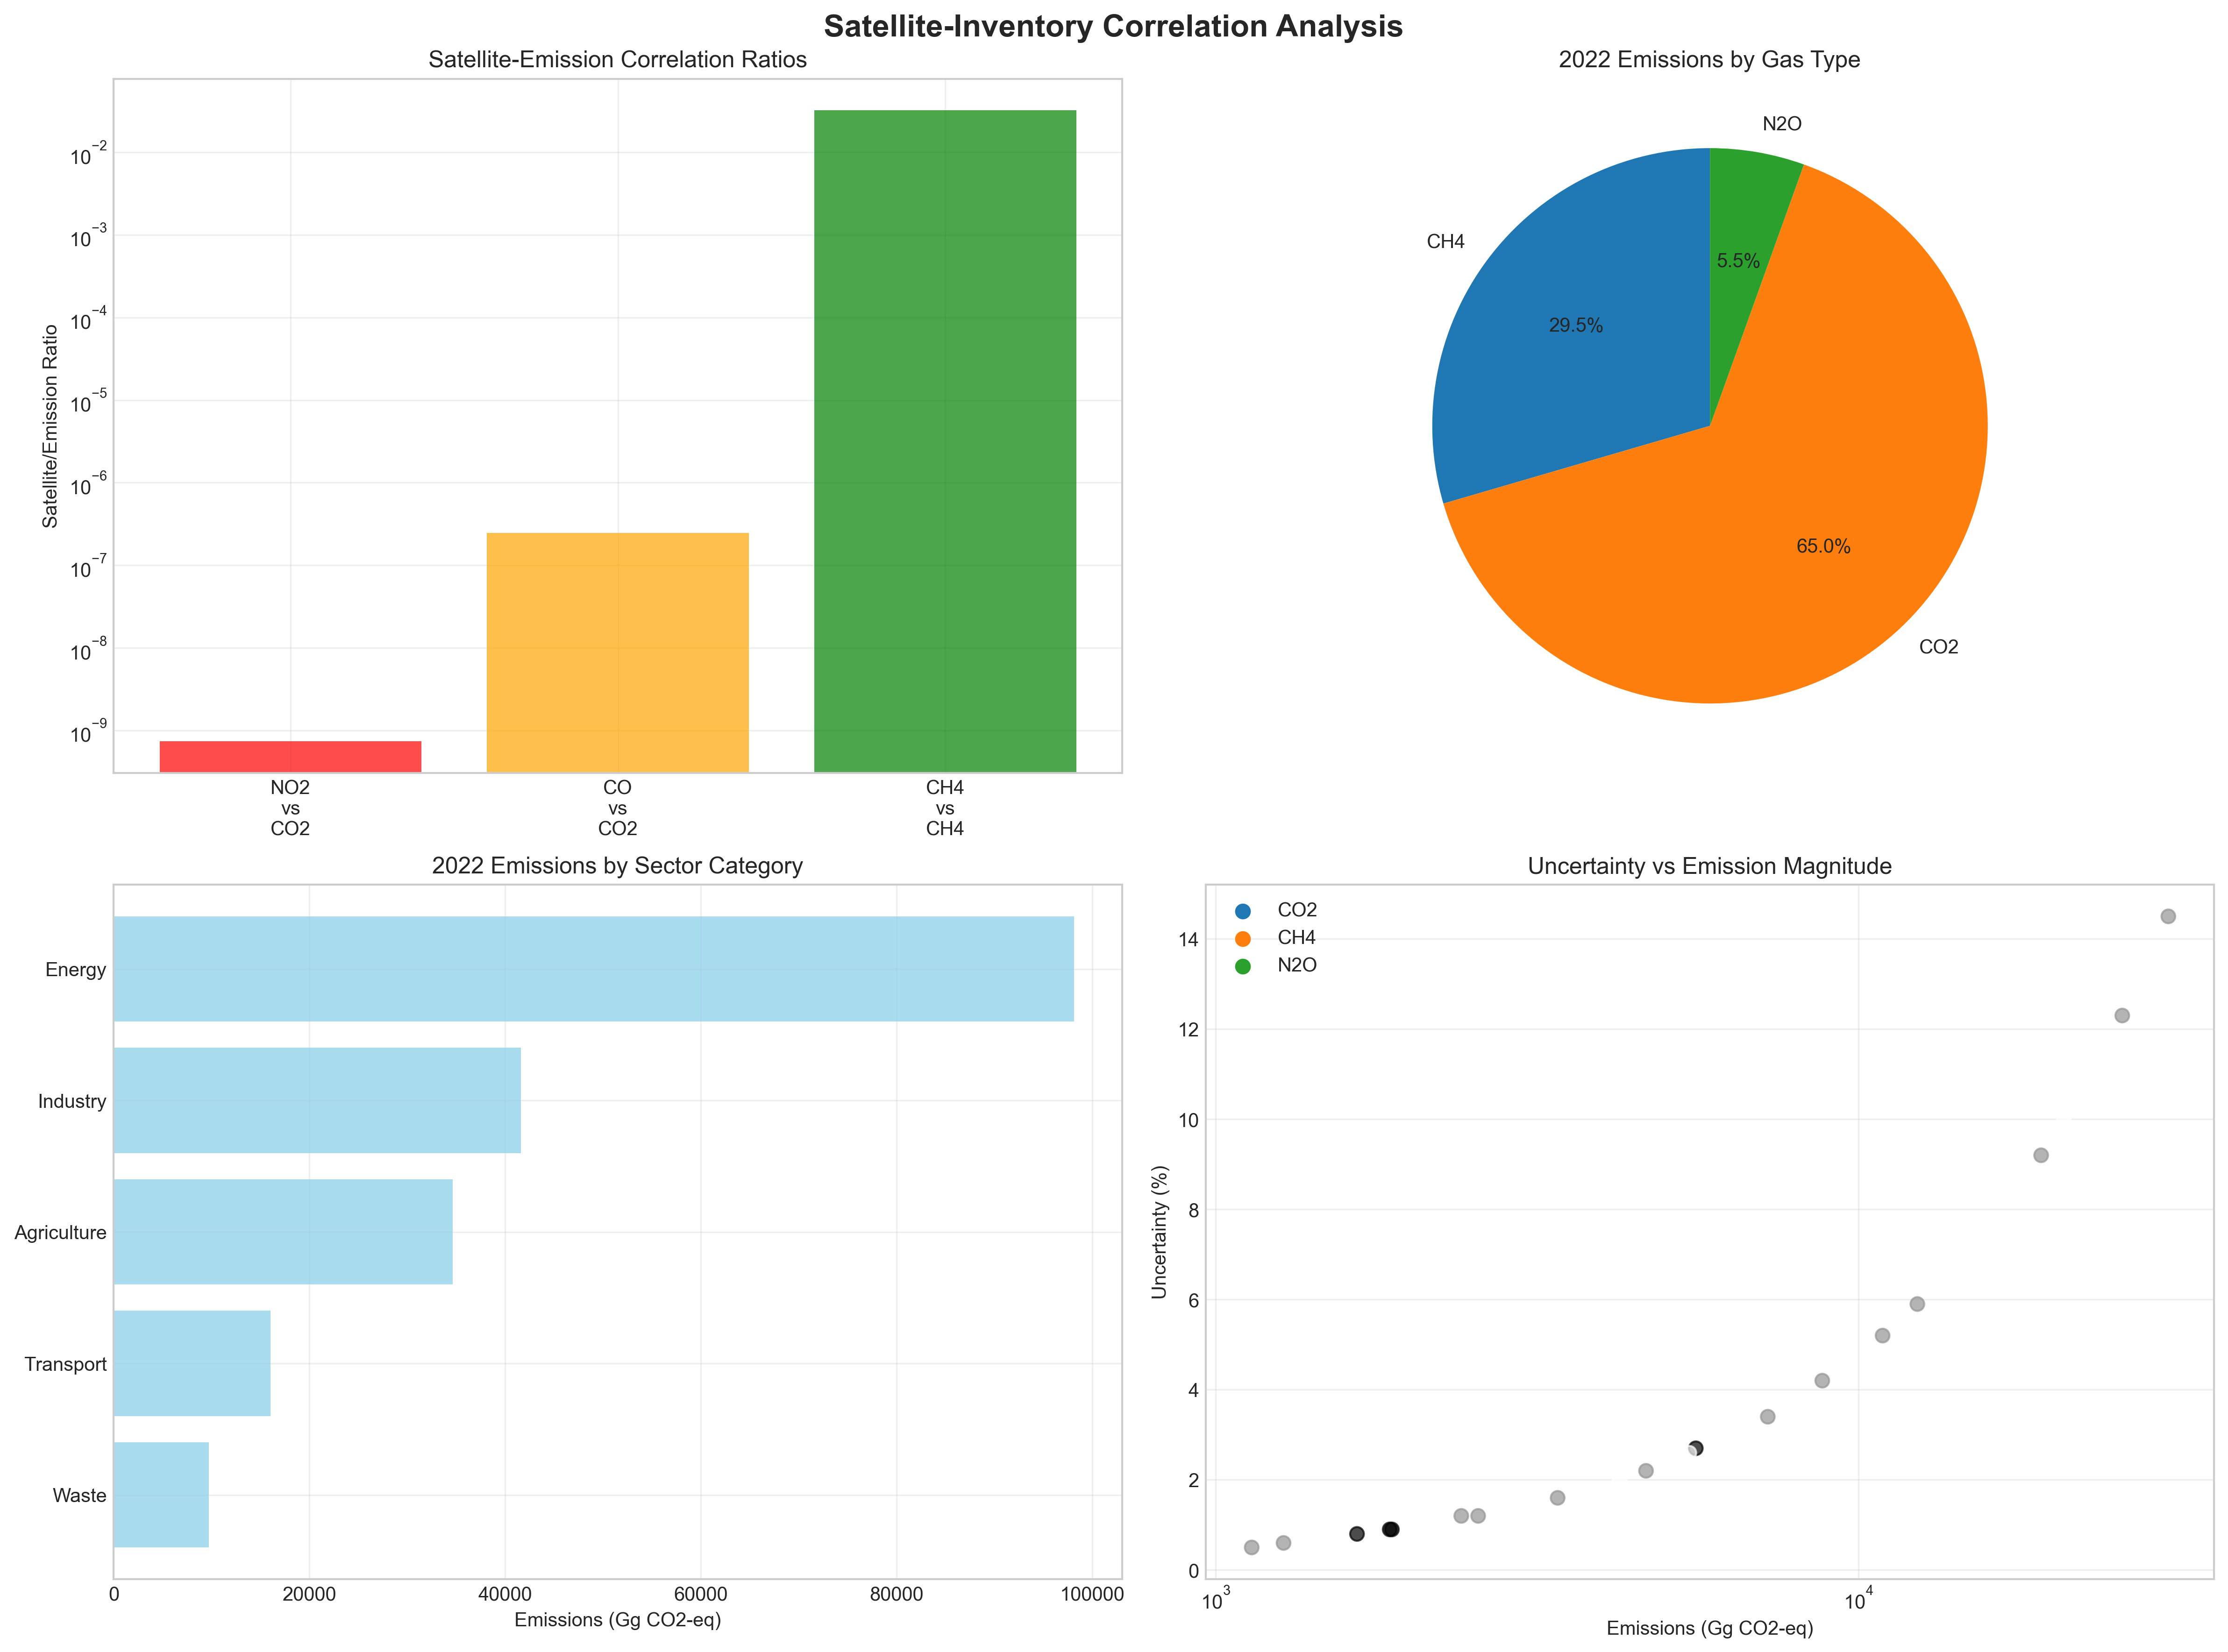 Satellite-Inventory Correlation Analysis
Satellite-Emission Correlation Ratios
Satellite/Emission Ratio
10⁻²
10⁻³
10⁻⁴
10⁻⁵
10⁻⁶
10⁻⁷
10⁻⁸
10⁻⁹
NO2
vs
CO2
CO
vs
CO2
CH4
vs
CH4
2022 Emissions by Gas Type
N2O
CH4
5.5%
29.5%
65.0%
CO2
2022 Emissions by Sector Category
Energy
Industry
Agriculture
Transport
Waste
0 20000 40000 60000 80000 100000
Emissions (Gg CO2-eq)
Uncertainty vs Emission Magnitude
CO2
CH4
N2O
Uncertainty (%)
14
12
10
8
6
4
2
0
10³ 10⁴
Emissions (Gg CO2-eq)